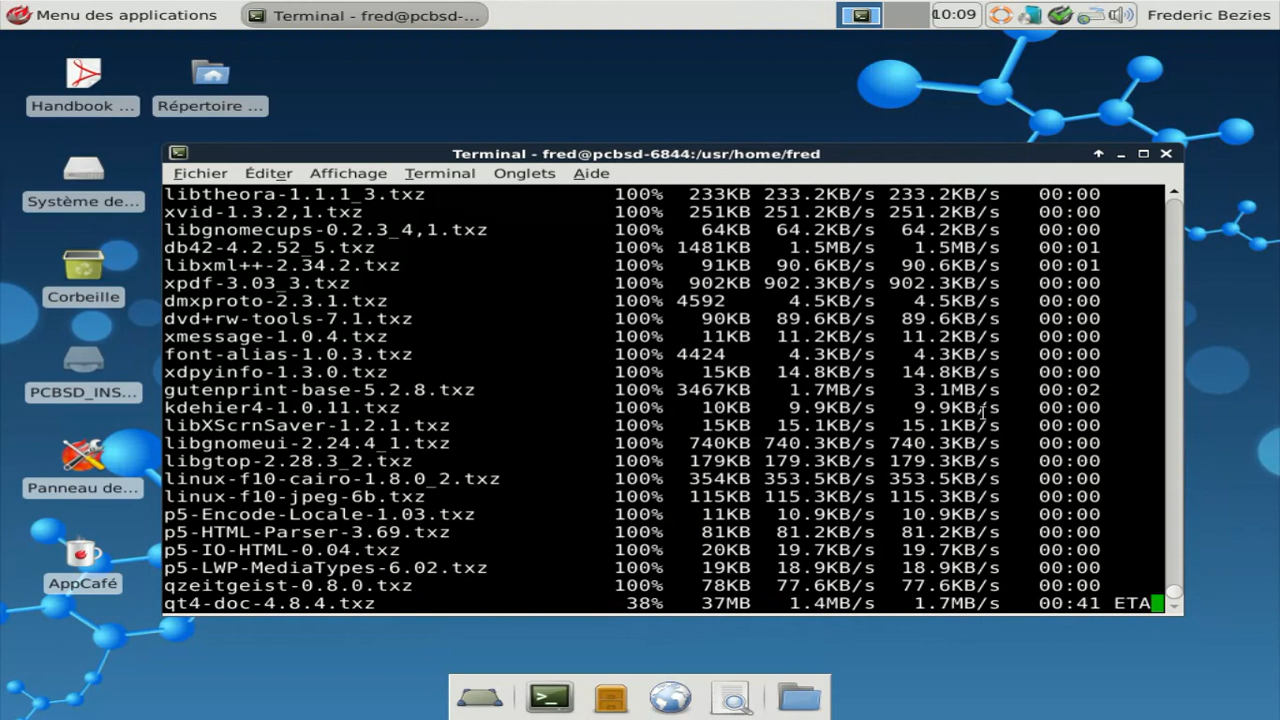 Menu des applications
Terminal - fred@pcbsd-...
10:09
Frederic Bezies
Handbook ...
Répertoire ...
Système de...
Corbeille
PCBSD_INS...
Panneau de...
AppCafé
Terminal - fred@pcbsd-6844:/usr/home/fred
Fichier Éditer Affichage Terminal Onglets Aide
libtheora-1.1.1_3.txz 100% 233KB 233.2KB/s 233.2KB/s 00:00
xvid-1.3.2,1.txz 100% 251KB 251.2KB/s 251.2KB/s 00:00
libgnomecups-0.2.3_4,1.txz 100% 64KB 64.2KB/s 64.2KB/s 00:00
db42-4.2.52_5.txz 100% 1481KB 1.5MB/s 1.5MB/s 00:01
libxml++-2.34.2.txz 100% 91KB 90.6KB/s 90.6KB/s 00:01
xpdf-3.03_3.txz 100% 902KB 902.3KB/s 902.3KB/s 00:00
dmxproto-2.3.1.txz 100% 4592 4.5KB/s 4.5KB/s 00:00
dvd+rw-tools-7.1.txz 100% 90KB 89.6KB/s 89.6KB/s 00:00
xmessage-1.0.4.txz 100% 11KB 11.2KB/s 11.2KB/s 00:00
font-alias-1.0.3.txz 100% 4424 4.3KB/s 4.3KB/s 00:00
xdpyinfo-1.3.0.txz 100% 15KB 14.8KB/s 14.8KB/s 00:00
gutenprint-base-5.2.8.txz 100% 3467KB 1.7MB/s 3.1MB/s 00:02
kdehier4-1.0.11.txz 100% 10KB 9.9KB/s 9.9KB/s 00:00
libXScrnSaver-1.2.1.txz 100% 15KB 15.1KB/s 15.1KB/s 00:00
libgnomeui-2.24.4_1.txz 100% 740KB 740.3KB/s 740.3KB/s 00:00
libgtop-2.28.3_2.txz 100% 179KB 179.3KB/s 179.3KB/s 00:00
linux-f10-cairo-1.8.0_2.txz 100% 354KB 353.5KB/s 353.5KB/s 00:00
linux-f10-jpeg-6b.txz 100% 115KB 115.3KB/s 115.3KB/s 00:00
p5-Encode-Locale-1.03.txz 100% 11KB 10.9KB/s 10.9KB/s 00:00
p5-HTML-Parser-3.69.txz 100% 81KB 81.2KB/s 81.2KB/s 00:00
p5-IO-HTML-0.04.txz 100% 20KB 19.7KB/s 19.7KB/s 00:00
p5-LWP-MediaTypes-6.02.txz 100% 19KB 18.9KB/s 18.9KB/s 00:00
qzeitgeist-0.8.0.txz 100% 78KB 77.6KB/s 77.6KB/s 00:00
qt4-doc-4.8.4.txz 38% 37MB 1.4MB/s 1.7MB/s 00:41 ETA